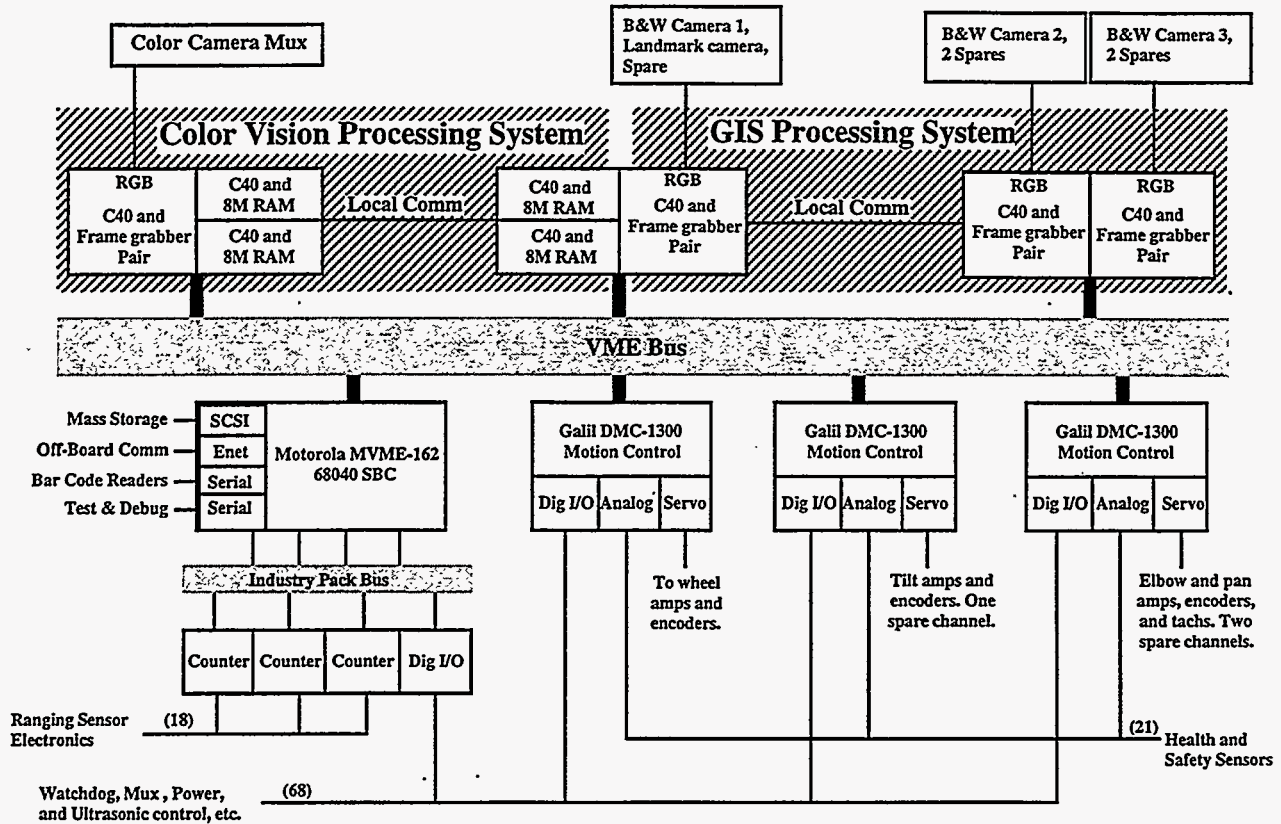 Color Camera Mux
B&W Camera 1,
Landmark camera,
Spare
B&W Camera 2,
2 Spares
B&W Camera 3,
2 Spares
Color Vision Processing System
GIS Processing System
RGB
C40 and
Frame grabber
Pair
C40 and
8M RAM
C40 and
8M RAM
Local Comm
C40 and
8M RAM
C40 and
8M RAM
RGB
C40 and
Frame grabber
Pair
Local Comm
RGB
C40 and
Frame grabber
Pair
RGB
C40 and
Frame grabber
Pair
VME Bus
Mass Storage
Off-Board Comm
Bar Code Readers
Test & Debug
SCSI
Enet
Serial
Serial
Motorola MVME-162
68040 SBC
Galil DMC-1300
Motion Control
Dig I/O
Analog
Servo
Galil DMC-1300
Motion Control
Dig I/O
Analog
Servo
Galil DMC-1300
Motion Control
Dig I/O
Analog
Servo
Industry Pack Bus
To wheel
amps and
encoders.
Tilt amps and
encoders. One
spare channel.
Elbow and pan
amps, encoders,
and tachs. Two
spare channels.
Counter
Counter
Counter
Dig I/O
Ranging Sensor
Electronics
(18)
(21)
Health and
Safety Sensors
Watchdog, Mux , Power,
and Ultrasonic control, etc.
(68)